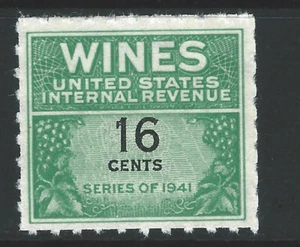 WINES
UNITED STATES
INTERNAL REVENUE
16
CENTS
SERIES OF 1941